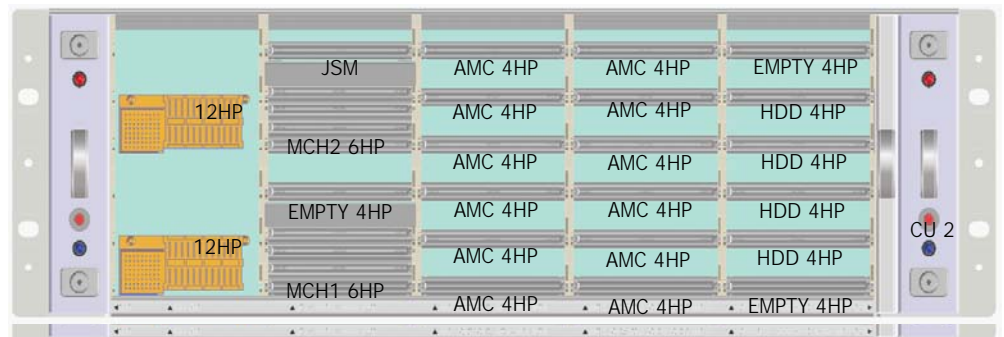 JSM AMC 4HP AMC 4HP EMPTY 4HP
12HP AMC 4HP AMC 4HP HDD 4HP
MCH2 6HP
AMC 4HP AMC 4HP HDD 4HP
EMPTY 4HP AMC 4HP AMC 4HP HDD 4HP
CU 2
12HP AMC 4HP AMC 4HP HDD 4HP
MCH1 6HP
AMC 4HP AMC 4HP EMPTY 4HP